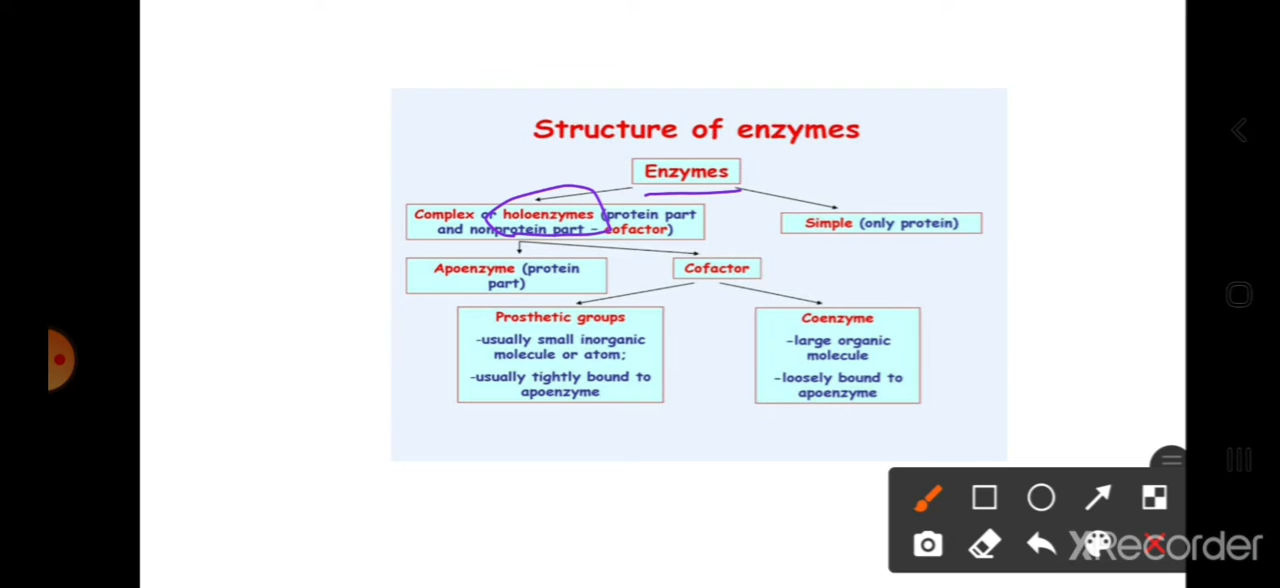 Structure of enzymes
Enzymes
Complex or holoenzymes (protein part
and nonprotein part – cofactor)
Simple (only protein)
Apoenzyme (protein
part)
Cofactor
Prosthetic groups
-usually small inorganic
molecule or atom;
-usually tightly bound to
apoenzyme
Coenzyme
-large organic
molecule
-loosely bound to
apoenzyme
XRecorder